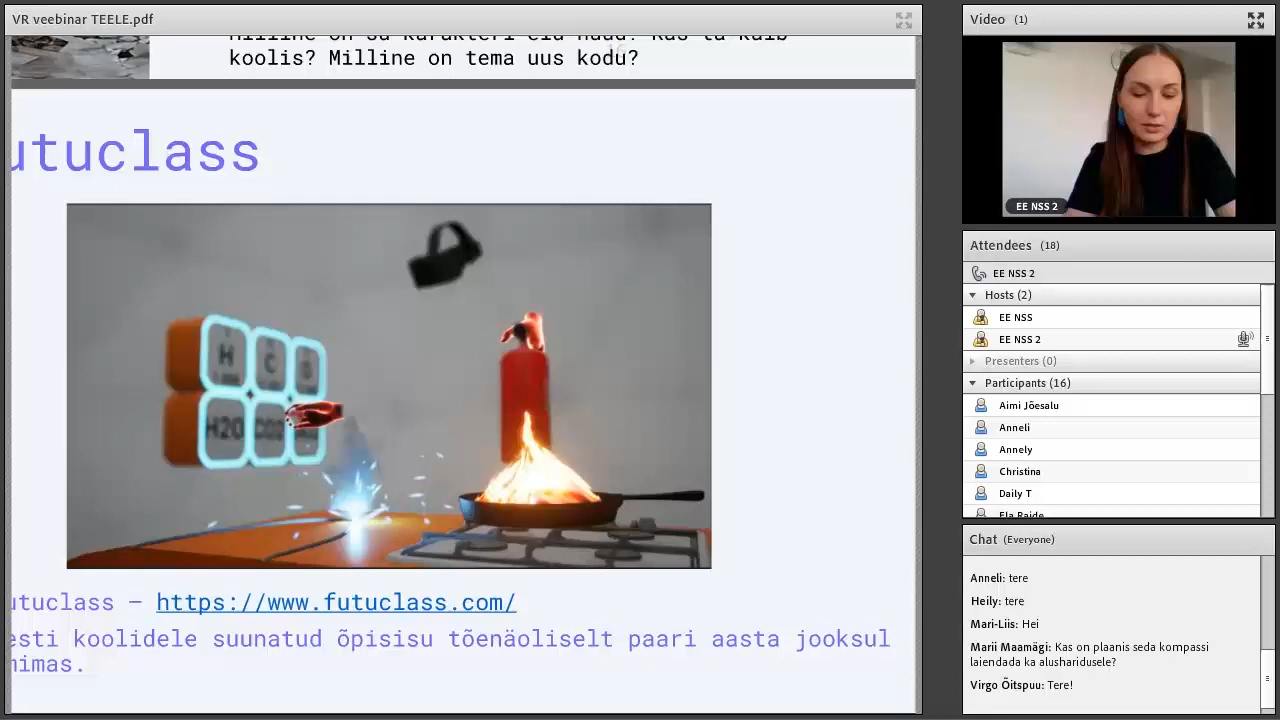 VR veebinar TEELE.pdf
koolis? Milline on tema uus kodu?
utuclass
H
C
H2O
utuclass – https://www.futuclass.com/
esti koolidele suunatud õpisisu tõenäoliselt paari aasta jooksul
Video (1)
EE NSS 2
Attendees (18)
EE NSS 2
Hosts (2)
EE NSS
EE NSS 2
Presenters (0)
Participants (16)
Aimi Jõesalu
Anneli
Annely
Christina
Daily T
Chat (Everyone)
Anneli: tere
Heily: tere
Mari-Liis: Hei
Marii Maamägi: Kas on plaanis seda kompassi
laiendada ka alusharidusele?
Virgo Õitspuu: Tere!